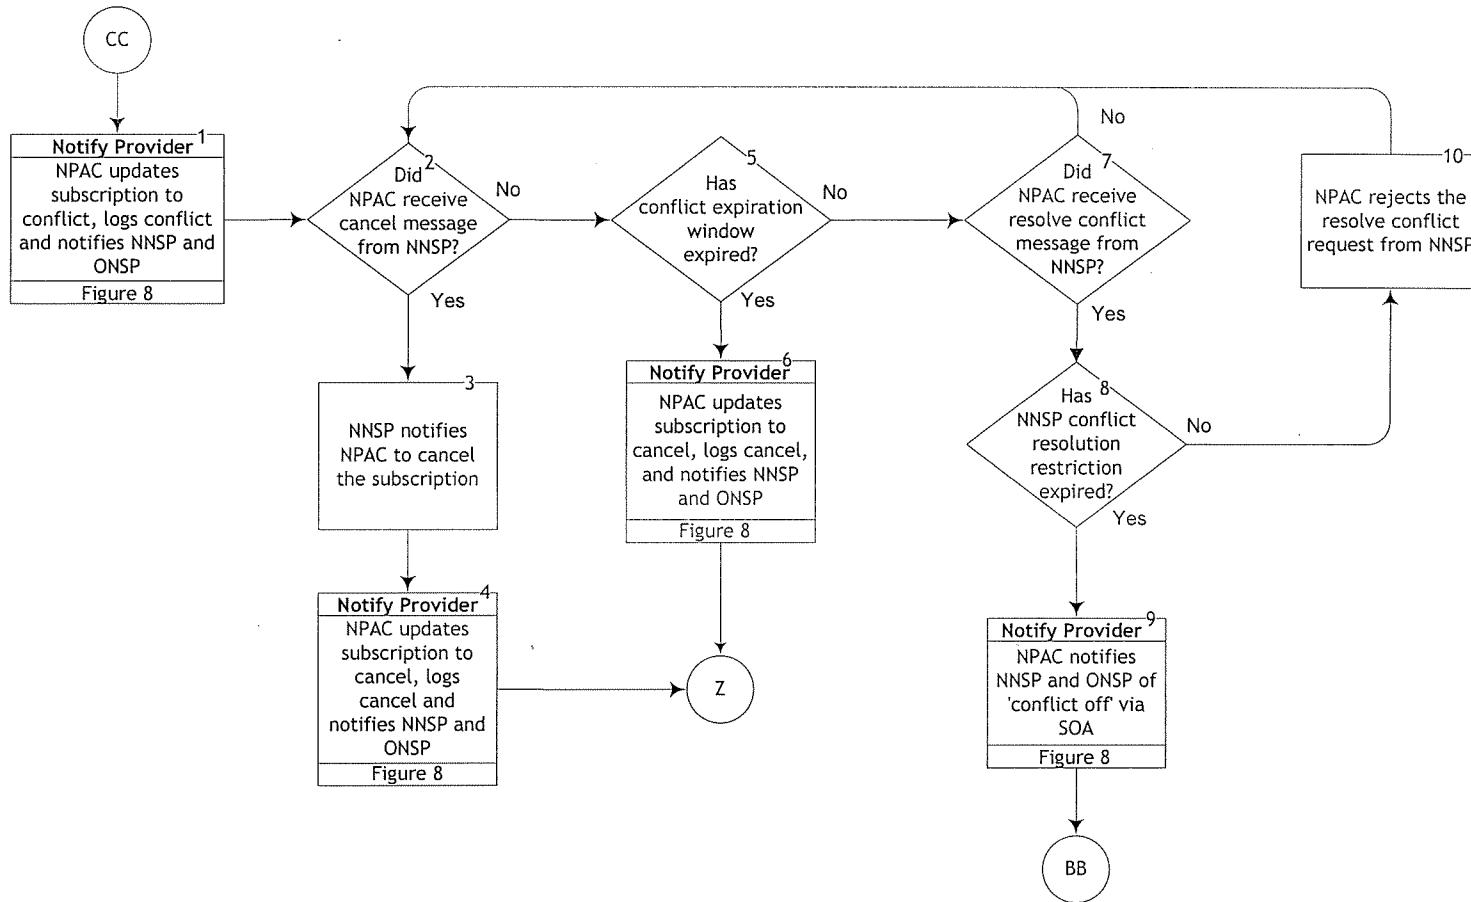 CC
1
Notify Provider
NPAC updates
subscription to
conflict, logs conflict
and notifies NNSP and
ONSP
Figure 8
2
Did
NPAC receive
cancel message
from NNSP?
No
Yes
3
NNSP notifies
NPAC to cancel
the subscription
4
Notify Provider
NPAC updates
subscription to
cancel, logs
cancel and
notifies NNSP and
ONSP
Figure 8
5
Has
conflict expiration
window
expired?
No
Yes
6
Notify Provider
NPAC updates
subscription to
cancel, logs cancel,
and notifies NNSP
and ONSP
Figure 8
Z
7
Did
NPAC receive
resolve conflict
message from
NNSP?
No
Yes
8
Has
NNSP conflict
resolution
restriction
expired?
No
Yes
9
Notify Provider
NPAC notifies
NNSP and ONSP of
'conflict off' via
SOA
Figure 8
BB
10
NPAC rejects the
resolve conflict
request from NNSP